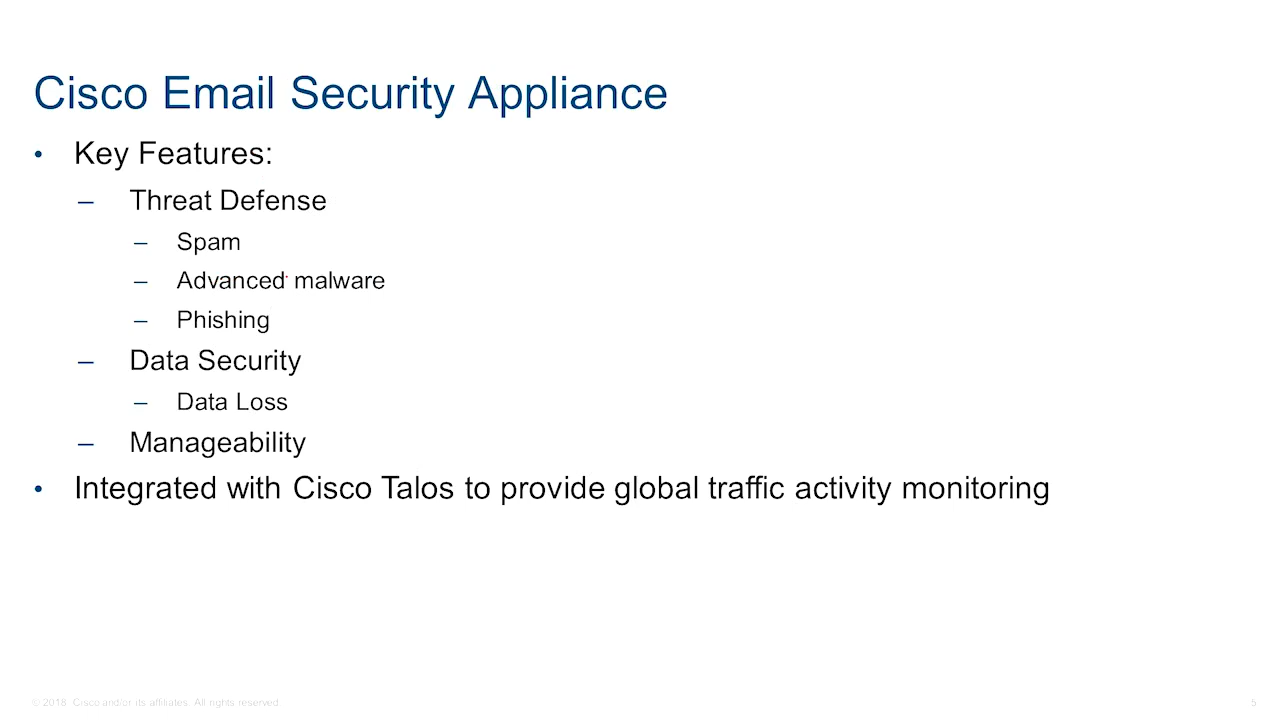 Cisco Email Security Appliance
• Key Features:
– Threat Defense
– Spam
– Advanced malware
– Phishing
– Data Security
– Data Loss
– Manageability
• Integrated with Cisco Talos to provide global traffic activity monitoring
© 2018 Cisco and/or its affiliates. All rights reserved.
5